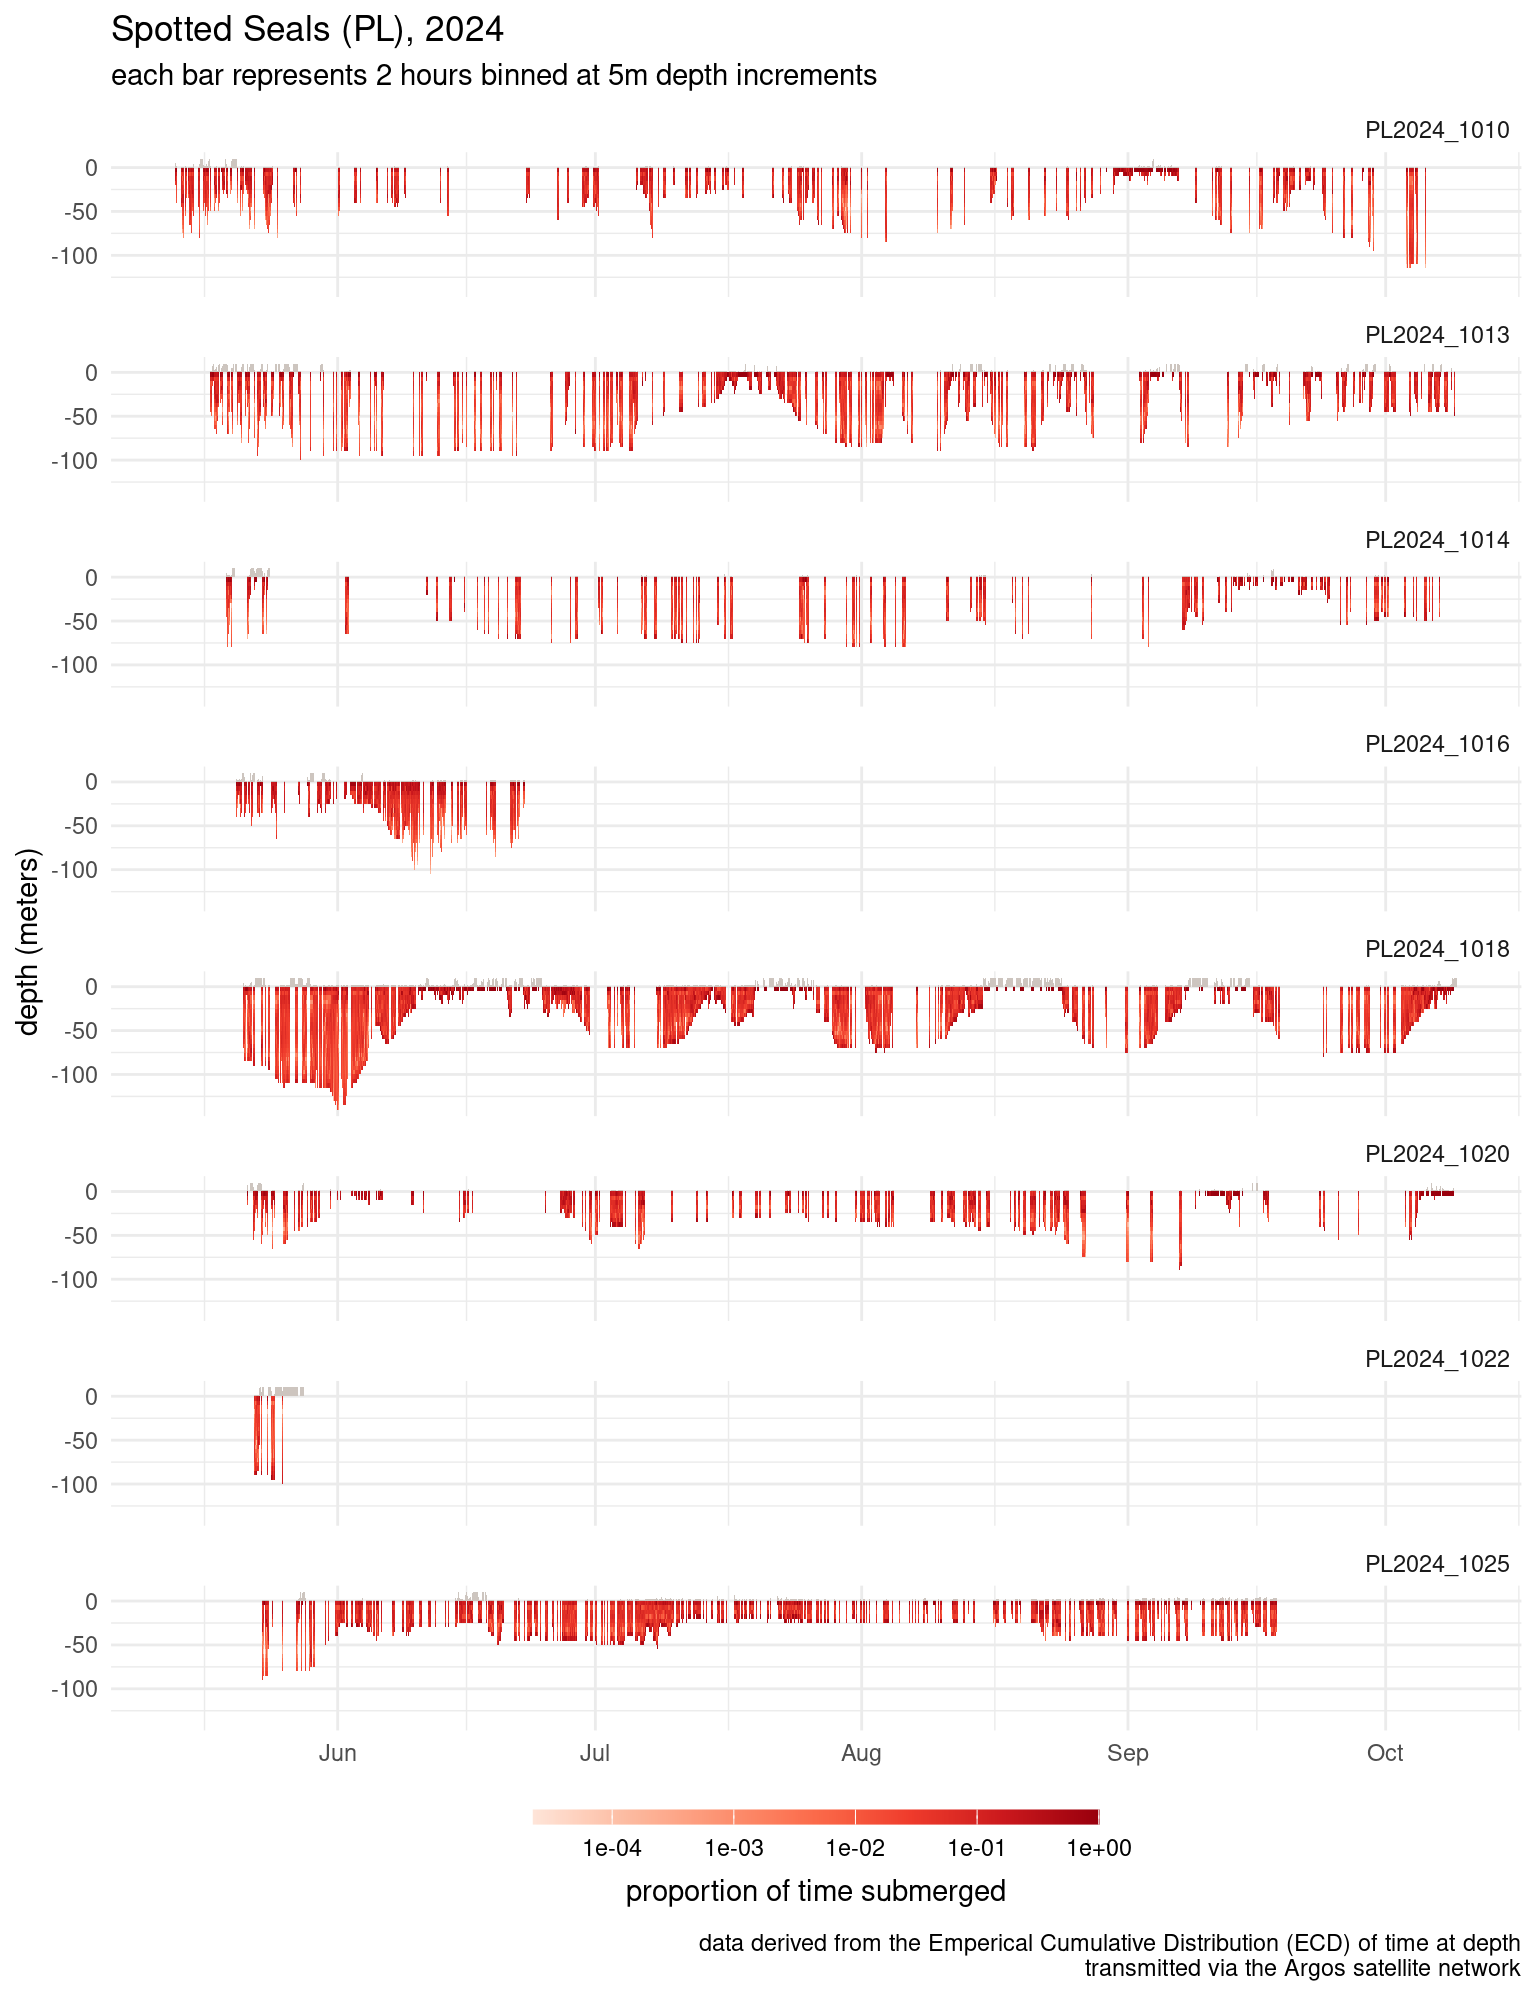 Spotted Seals (PL), 2024
each bar represents 2 hours binned at 5m depth increments
PL2024_1010
0
-50
-100
PL2024_1013
0
-50
-100
PL2024_1014
0
-50
-100
PL2024_1016
0
-50
-100
depth (meters)
PL2024_1018
0
-50
-100
PL2024_1020
0
-50
-100
PL2024_1022
0
-50
-100
PL2024_1025
0
-50
-100
Jun Jul Aug Sep Oct
1e-04 1e-03 1e-02 1e-01 1e+00
proportion of time submerged
data derived from the Emperical Cumulative Distribution (ECD) of time at depth
transmitted via the Argos satellite network